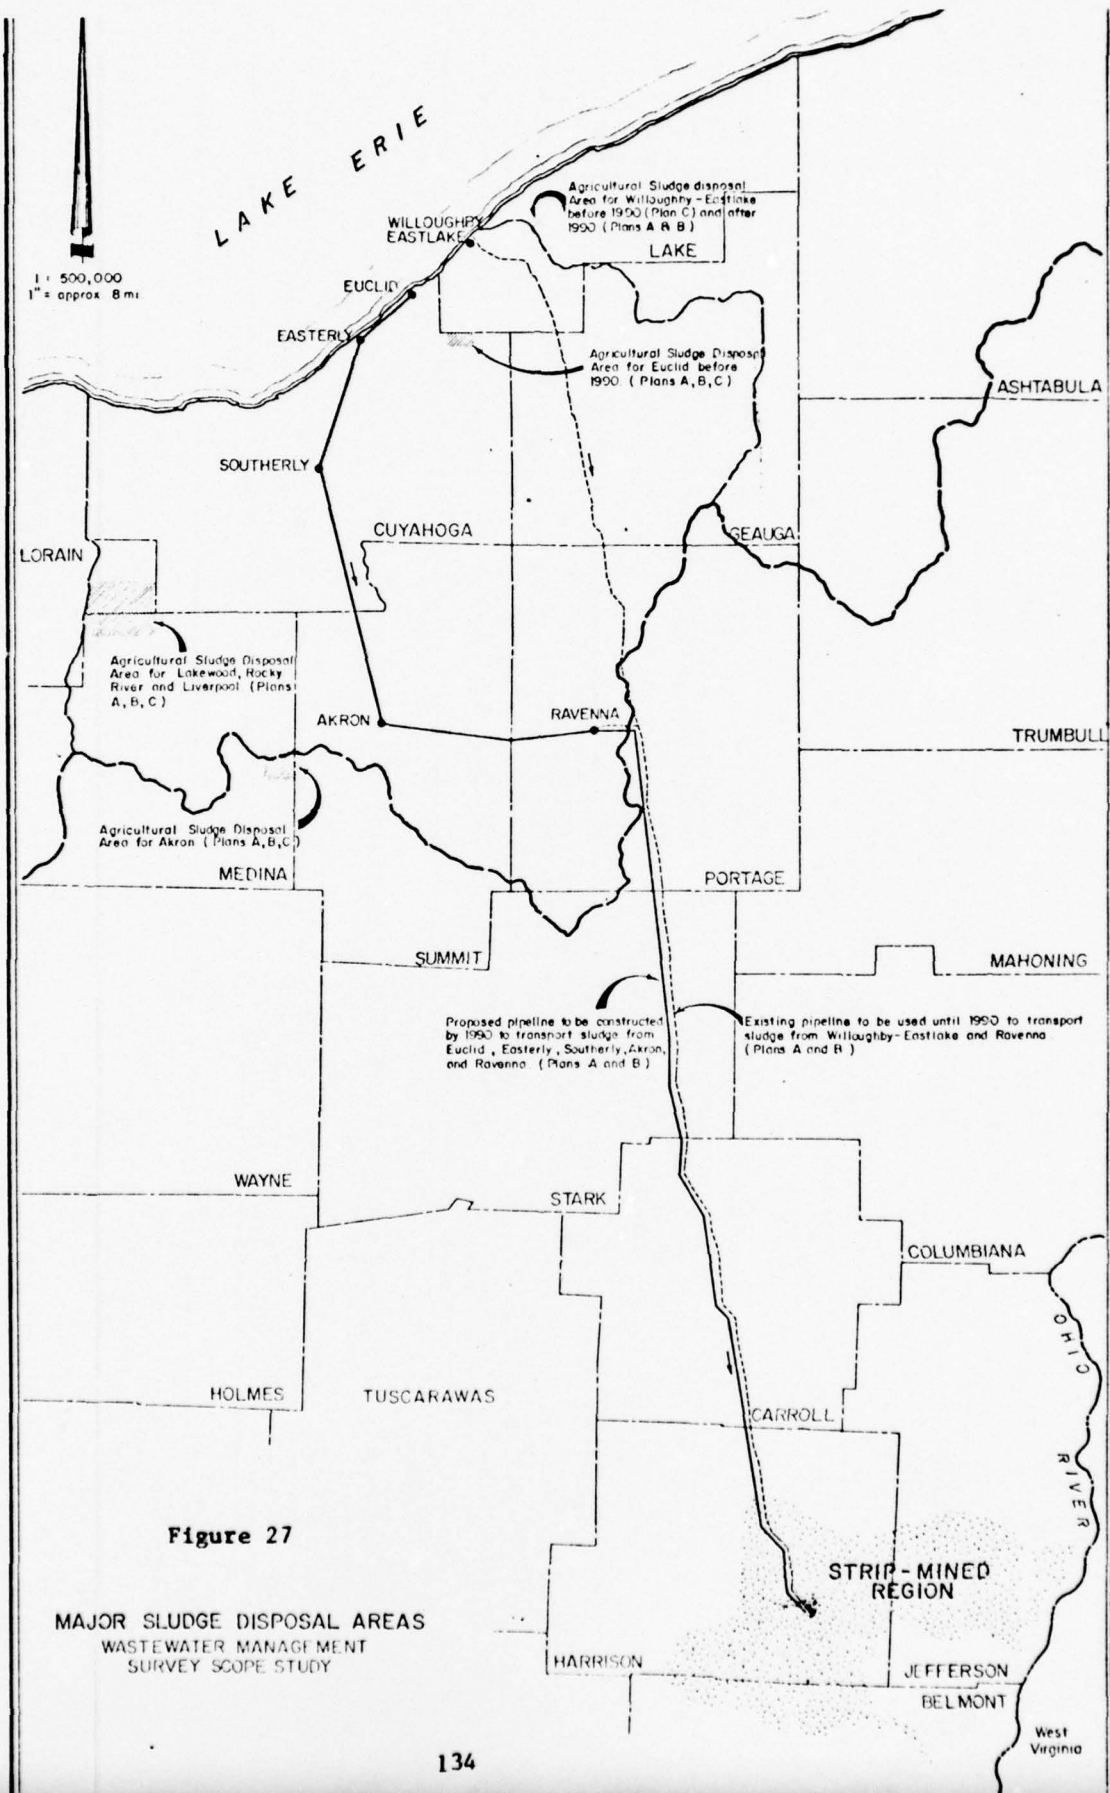 LAKE ERIE
1 : 500,000
1" = approx 8 mi.
Agricultural Sludge disposal
Area for Willoughby - Eastlake
before 1990 (Plan C) and after
1990 (Plans A & B)
WILLOUGHBY
EASTLAKE
LAKE
EUCLID
EASTERLY
Agricultural Sludge Disposal
Area for Euclid before
1990. (Plans A,B,C)
ASHTABULA
SOUTHERLY
CUYAHOGA
GEAUGA
LORAIN
Agricultural Sludge Disposal
Area for Lakewood, Rocky
River and Liverpool (Plans
A, B, C)
AKRON
RAVENNA
TRUMBULL
Agricultural Sludge Disposal
Area for Akron (Plans A,B,C)
MEDINA
PORTAGE
SUMMIT
MAHONING
Proposed pipeline to be constructed
by 1990 to transport sludge from
Euclid, Easterly, Southerly, Akron,
and Ravenna. (Plans A and B)
Existing pipeline to be used until 1990 to transport
sludge from Willoughby-Eastlake and Ravenna
(Plans A and B)
WAYNE
STARK
COLUMBIANA
OHIO RIVER
HOLMES
TUSCARAWAS
CARROLL
Figure 27
STRIP-MINED
REGION
MAJOR SLUDGE DISPOSAL AREAS
WASTEWATER MANAGEMENT
SURVEY SCOPE STUDY
HARRISON
JEFFERSON
BELMONT
West
Virginia
134